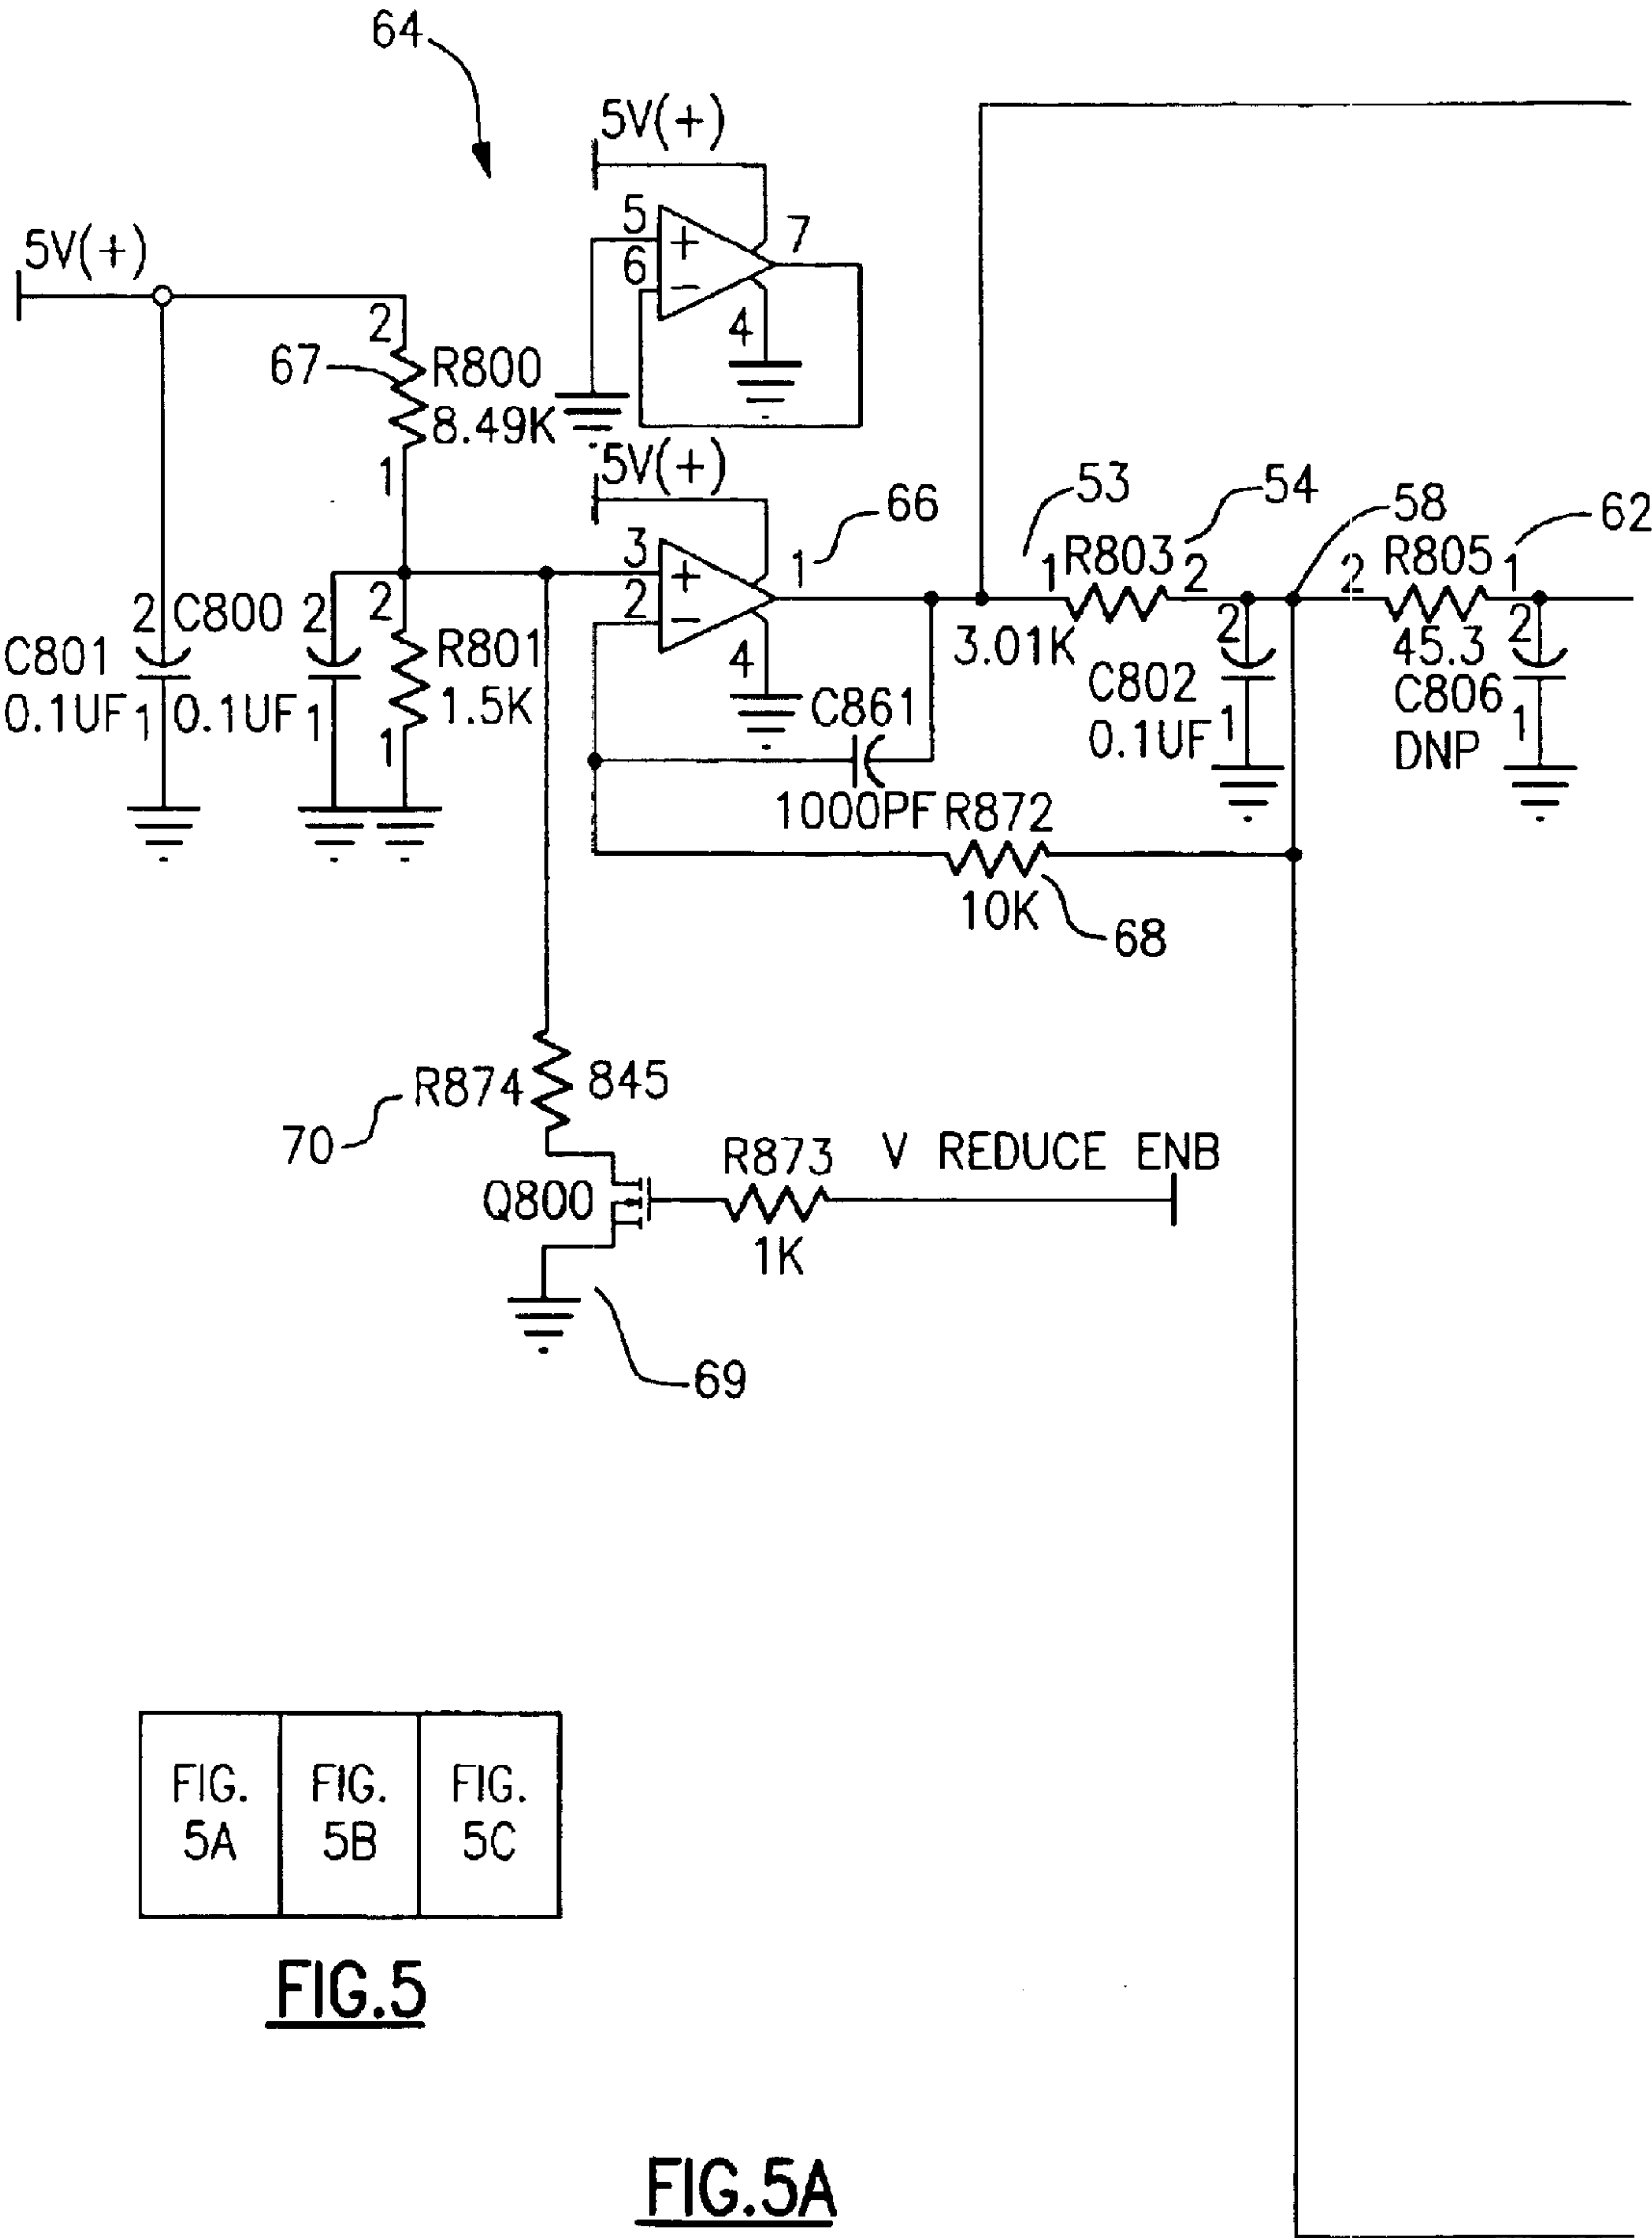 64
5V(+)
5
6
7
4
5V(+)
2
67
R800
8.49K
1
5V(+)
3
2
1
4
66
53
54
58
62
1
R803
2
3.01K
2
R805
1
45.3
2
C801
0.1UF
1
2
C800
0.1UF
1
2
R801
1.5K
1
2
C802
0.1UF
1
2
C806
DNP
1
C861
1000PF
R872
10K
68
R874
845
70
Q800
R873
1K
V REDUCE ENB
69
FIG.
5A
FIG.
5B
FIG.
5C
FIG.5
FIG.5A